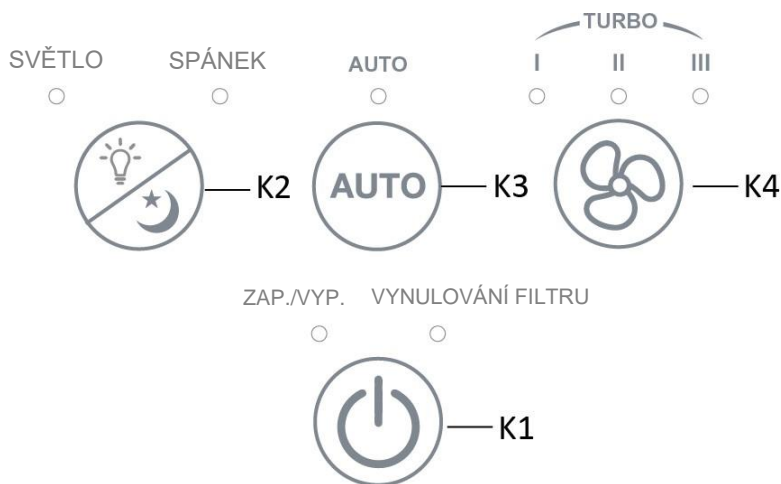 TURBO
SVĚTLO SPÁNEK AUTO I II III
K2 AUTO K3 K4
ZAP./VYP. VYNULOVÁNÍ FILTRU
K1